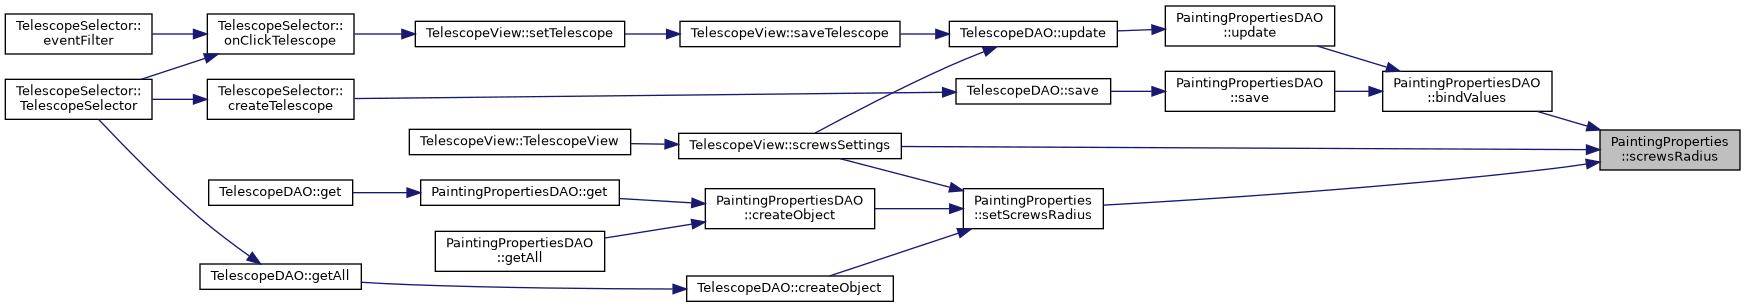 TelescopeSelector::
eventFilter
TelescopeSelector::
onClickTelescope
TelescopeView::setTelescope
TelescopeView::saveTelescope
TelescopeDAO::update
PaintingPropertiesDAO
::update
TelescopeSelector::
TelescopeSelector
TelescopeSelector::
createTelescope
TelescopeDAO::save
PaintingPropertiesDAO
::save
PaintingPropertiesDAO
::bindValues
TelescopeView::TelescopeView
TelescopeView::screwsSettings
PaintingProperties
::screwsRadius
TelescopeDAO::get
PaintingPropertiesDAO::get
PaintingPropertiesDAO
::createObject
PaintingProperties
::setScrewsRadius
PaintingPropertiesDAO
::getAll
TelescopeDAO::getAll
TelescopeDAO::createObject